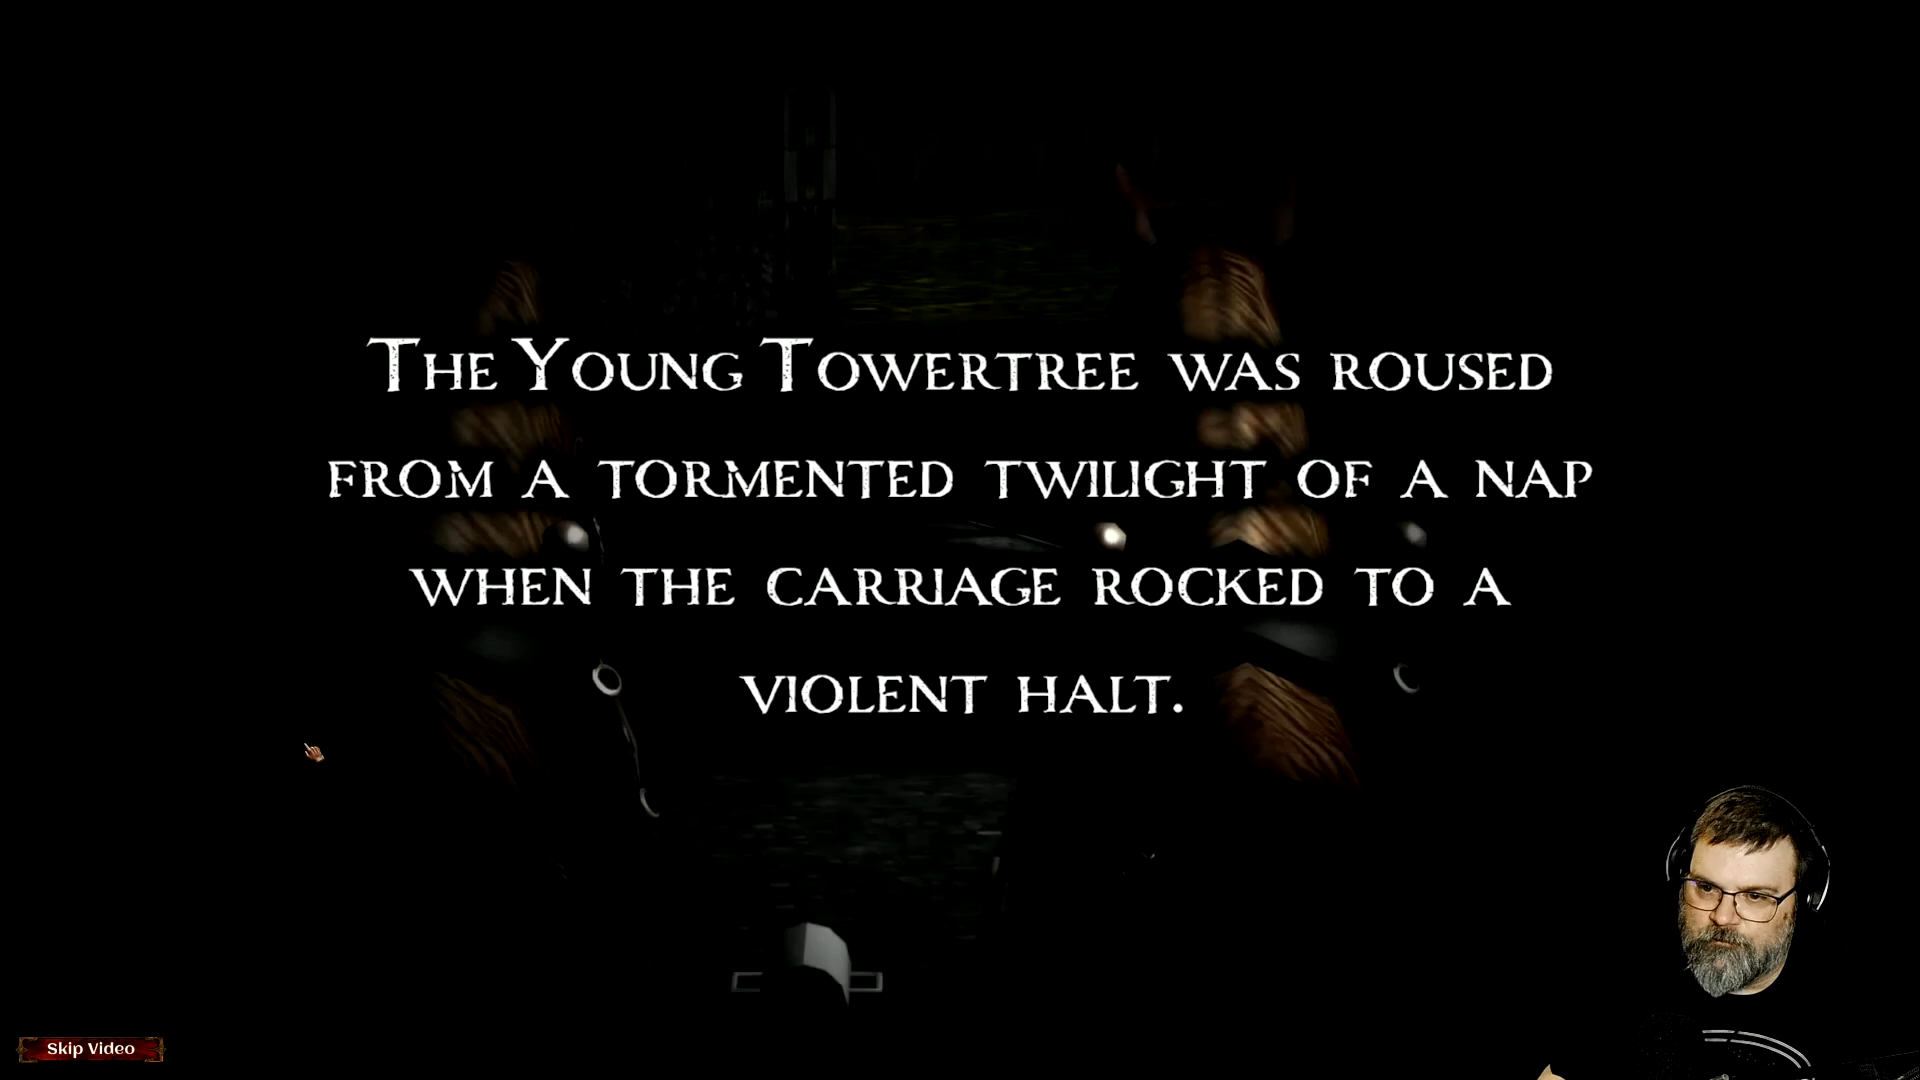 The Young Towertree was roused
from a tormented twilight of a nap
when the carriage rocked to a
violent halt.
Skip Video